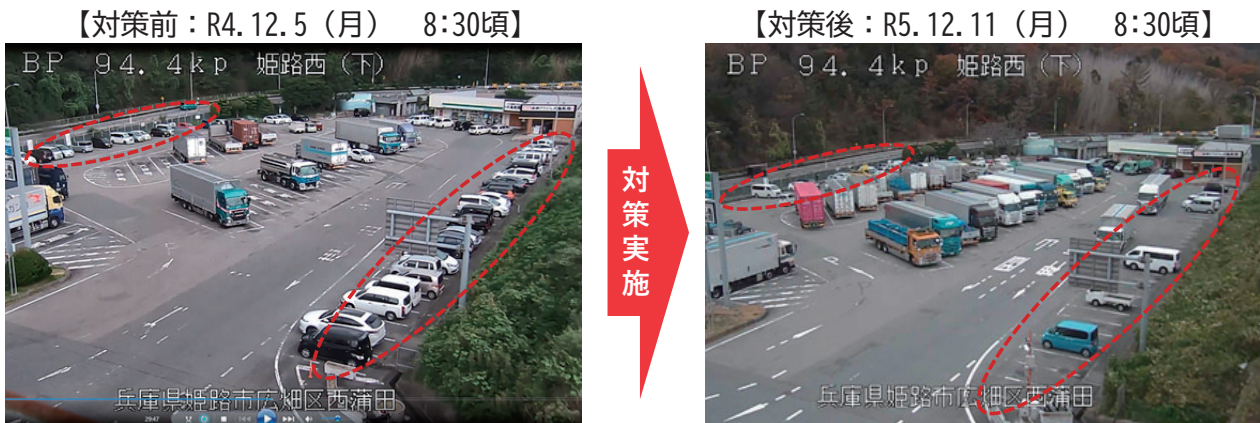 【対策前：R4.12.5（月）　8:30頃】
BP 94.4kp 姫路西（下）
兵庫県姫路市広畑区西蒲田
対策実施
【対策後：R5.12.11（月）　8:30頃】
BP 94.4kp 姫路西（下）
兵庫県姫路市広畑区西蒲田